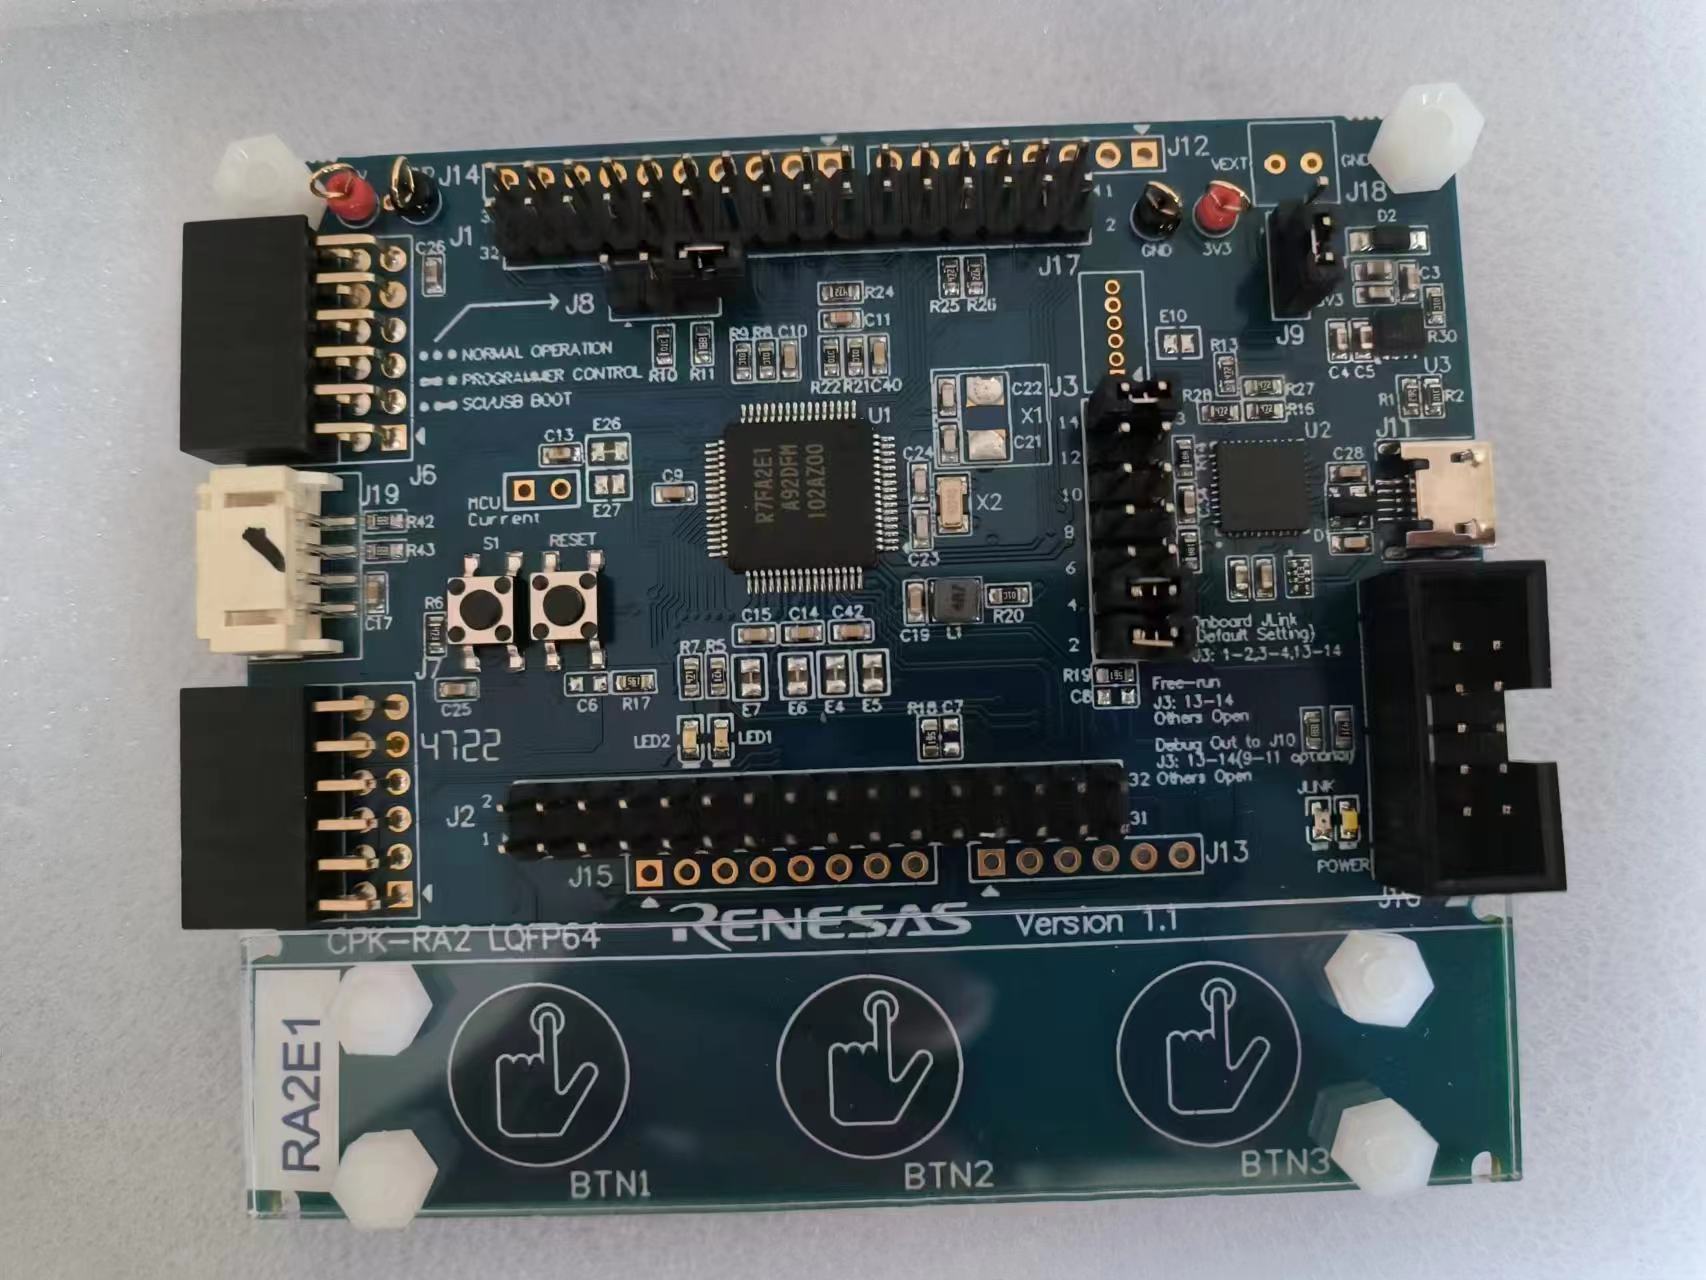 J14
J12
VEXT
GND
J18
1
D2
J1
32
C26
2
GND
3V3
J17
J8
R24
C11
R25 R26
C3
J9
E10
R30
NORMAL OPERATION
PROGRAMMER CONTROL
SCI/USB BOOT
R10
R11
R9 R8 C10
R22 R21 C40
R13
C4 C5
U3
J3
C22
X1
C21
R28
R27
R16
R1
R2
U1
U2
J11
14
12
10
8
6
4
2
E26
C13
E27
J6
J19
R42
R43
MCU
Current
C9
R7FA2E1
A92DFM
102AZ00
C24
X2
C23
C28
S1
RESET
R6
C17
J7
C25
C6
R17
C15
C14
C42
C19
L1
R20
R7 R5
E7
E6
E4
E5
R19
C8
Onboard JLink
(Default Setting)
J3: 1-2,3-4,13-14
Free-run
J3: 13-14
Others Open
Debug Out to J10
J3: 13-14(9-11 optional)
Others Open
4722
LED2
LED1
R18 C7
JLINK
POWER
J2
2
1
32
31
J15
J13
CPK-RA2 LQFP64
RENESAS
Version 1.1
RA2E1
BTN1
BTN2
BTN3